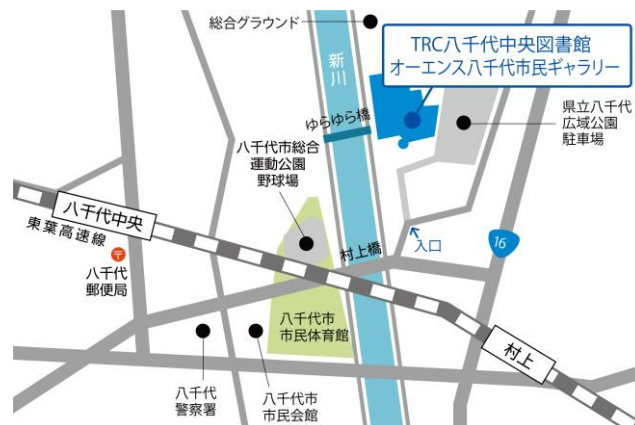 総合グラウンド
TRC八千代中央図書館
オーエンス八千代市民ギャラリー
新川
ゆらゆら橋
県立八千代
広域公園
駐車場
八千代市総合
運動公園
野球場
八千代中央
東葉高速線
〒
八千代
郵便局
村上橋
入口
16
八千代市
市民体育館
村上
八千代
警察署
八千代市
市民会館